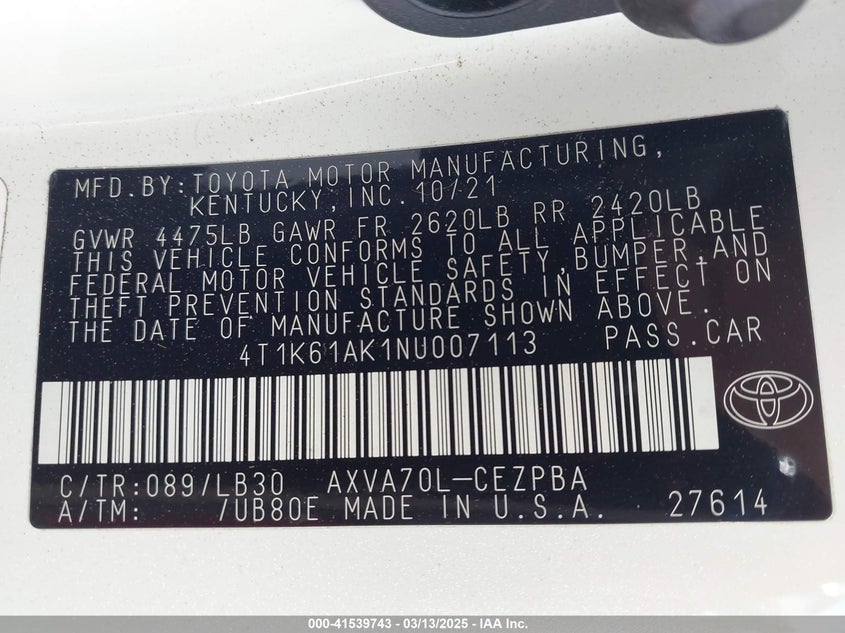 MFD.BY:TOYOTA MOTOR MANUFACTURING,
KENTUCKY,INC.10/21
GVWR 4475LB GAWR FR 2620LB RR 2420LB
THIS VEHICLE CONFORMS TO ALL APPLICABLE
FEDERAL MOTOR VEHICLE SAFETY,BUMPER,AND
THEFT PREVENTION STANDARDS IN EFFECT ON
THE DATE OF MANUFACTURE SHOWN ABOVE.
4T1K61AK1NU007113 PASS.CAR
C/TR:089/LB30 AXVA70L-CEZPBA
A/TM: /UB80E MADE IN U.S.A. 27614
000-41539743 / 03/13/2025 - © IAA Inc.